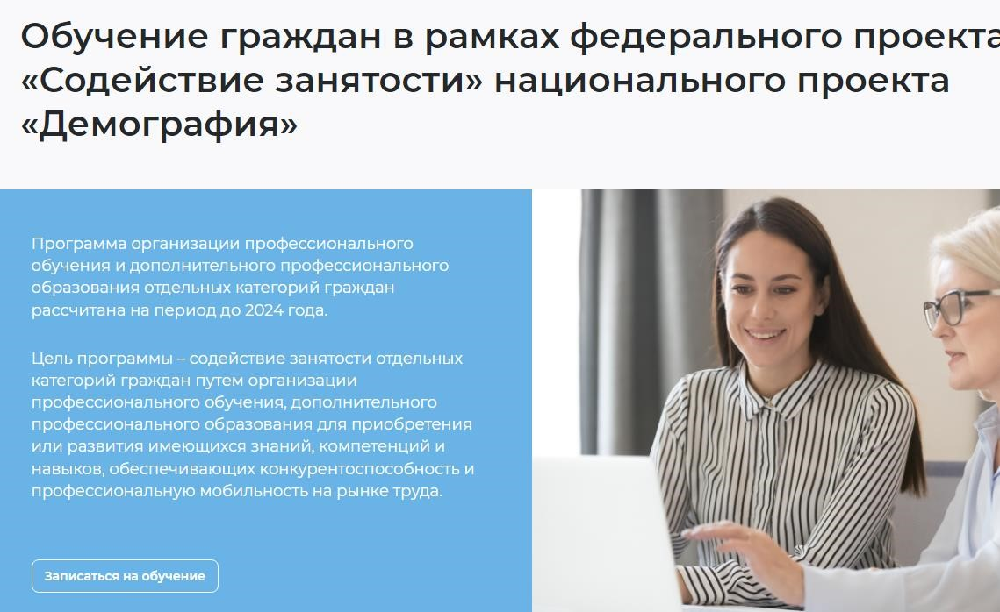 Обучение граждан в рамках федерального проекта
«Содействие занятости» национального проекта
«Демография»
Программа организации профессионального
обучения и дополнительного профессионального
образования отдельных категорий граждан
рассчитана на период до 2024 года.
Цель программы – содействие занятости отдельных
категорий граждан путем организации
профессионального обучения, дополнительного
профессионального образования для приобретения
или развития имеющихся знаний, компетенций и
навыков, обеспечивающих конкурентоспособность и
профессиональную мобильность на рынке труда.
Записаться на обучение